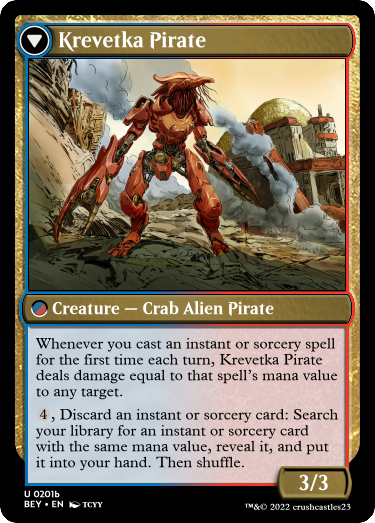 Krevetka Pirate
Creature — Crab Alien Pirate
Whenever you cast an instant or sorcery spell
for the first time each turn, Krevetka Pirate
deals damage equal to that spell's mana value
to any target.
4, Discard an instant or sorcery card: Search
your library for an instant or sorcery card
with the same mana value, reveal it, and put
it into your hand. Then shuffle.
3/3
U 0201b
BEY • EN TCYY
™&© 2022 crushcastles23